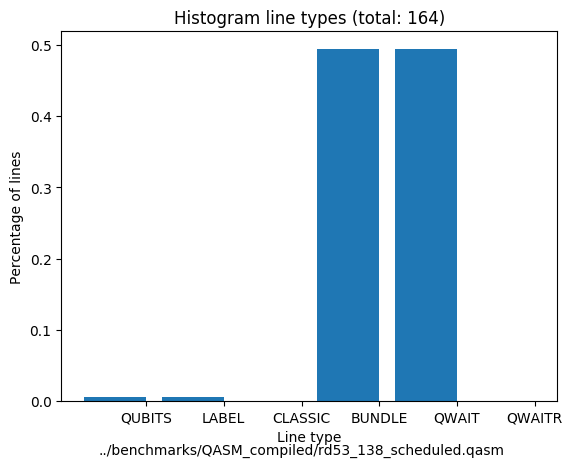 Histogram line types (total: 164)
Percentage of lines
0.5
0.4
0.3
0.2
0.1
0.0
QUBITS LABEL CLASSIC BUNDLE QWAIT QWAITR
Line type
../benchmarks/QASM_compiled/rd53_138_scheduled.qasm